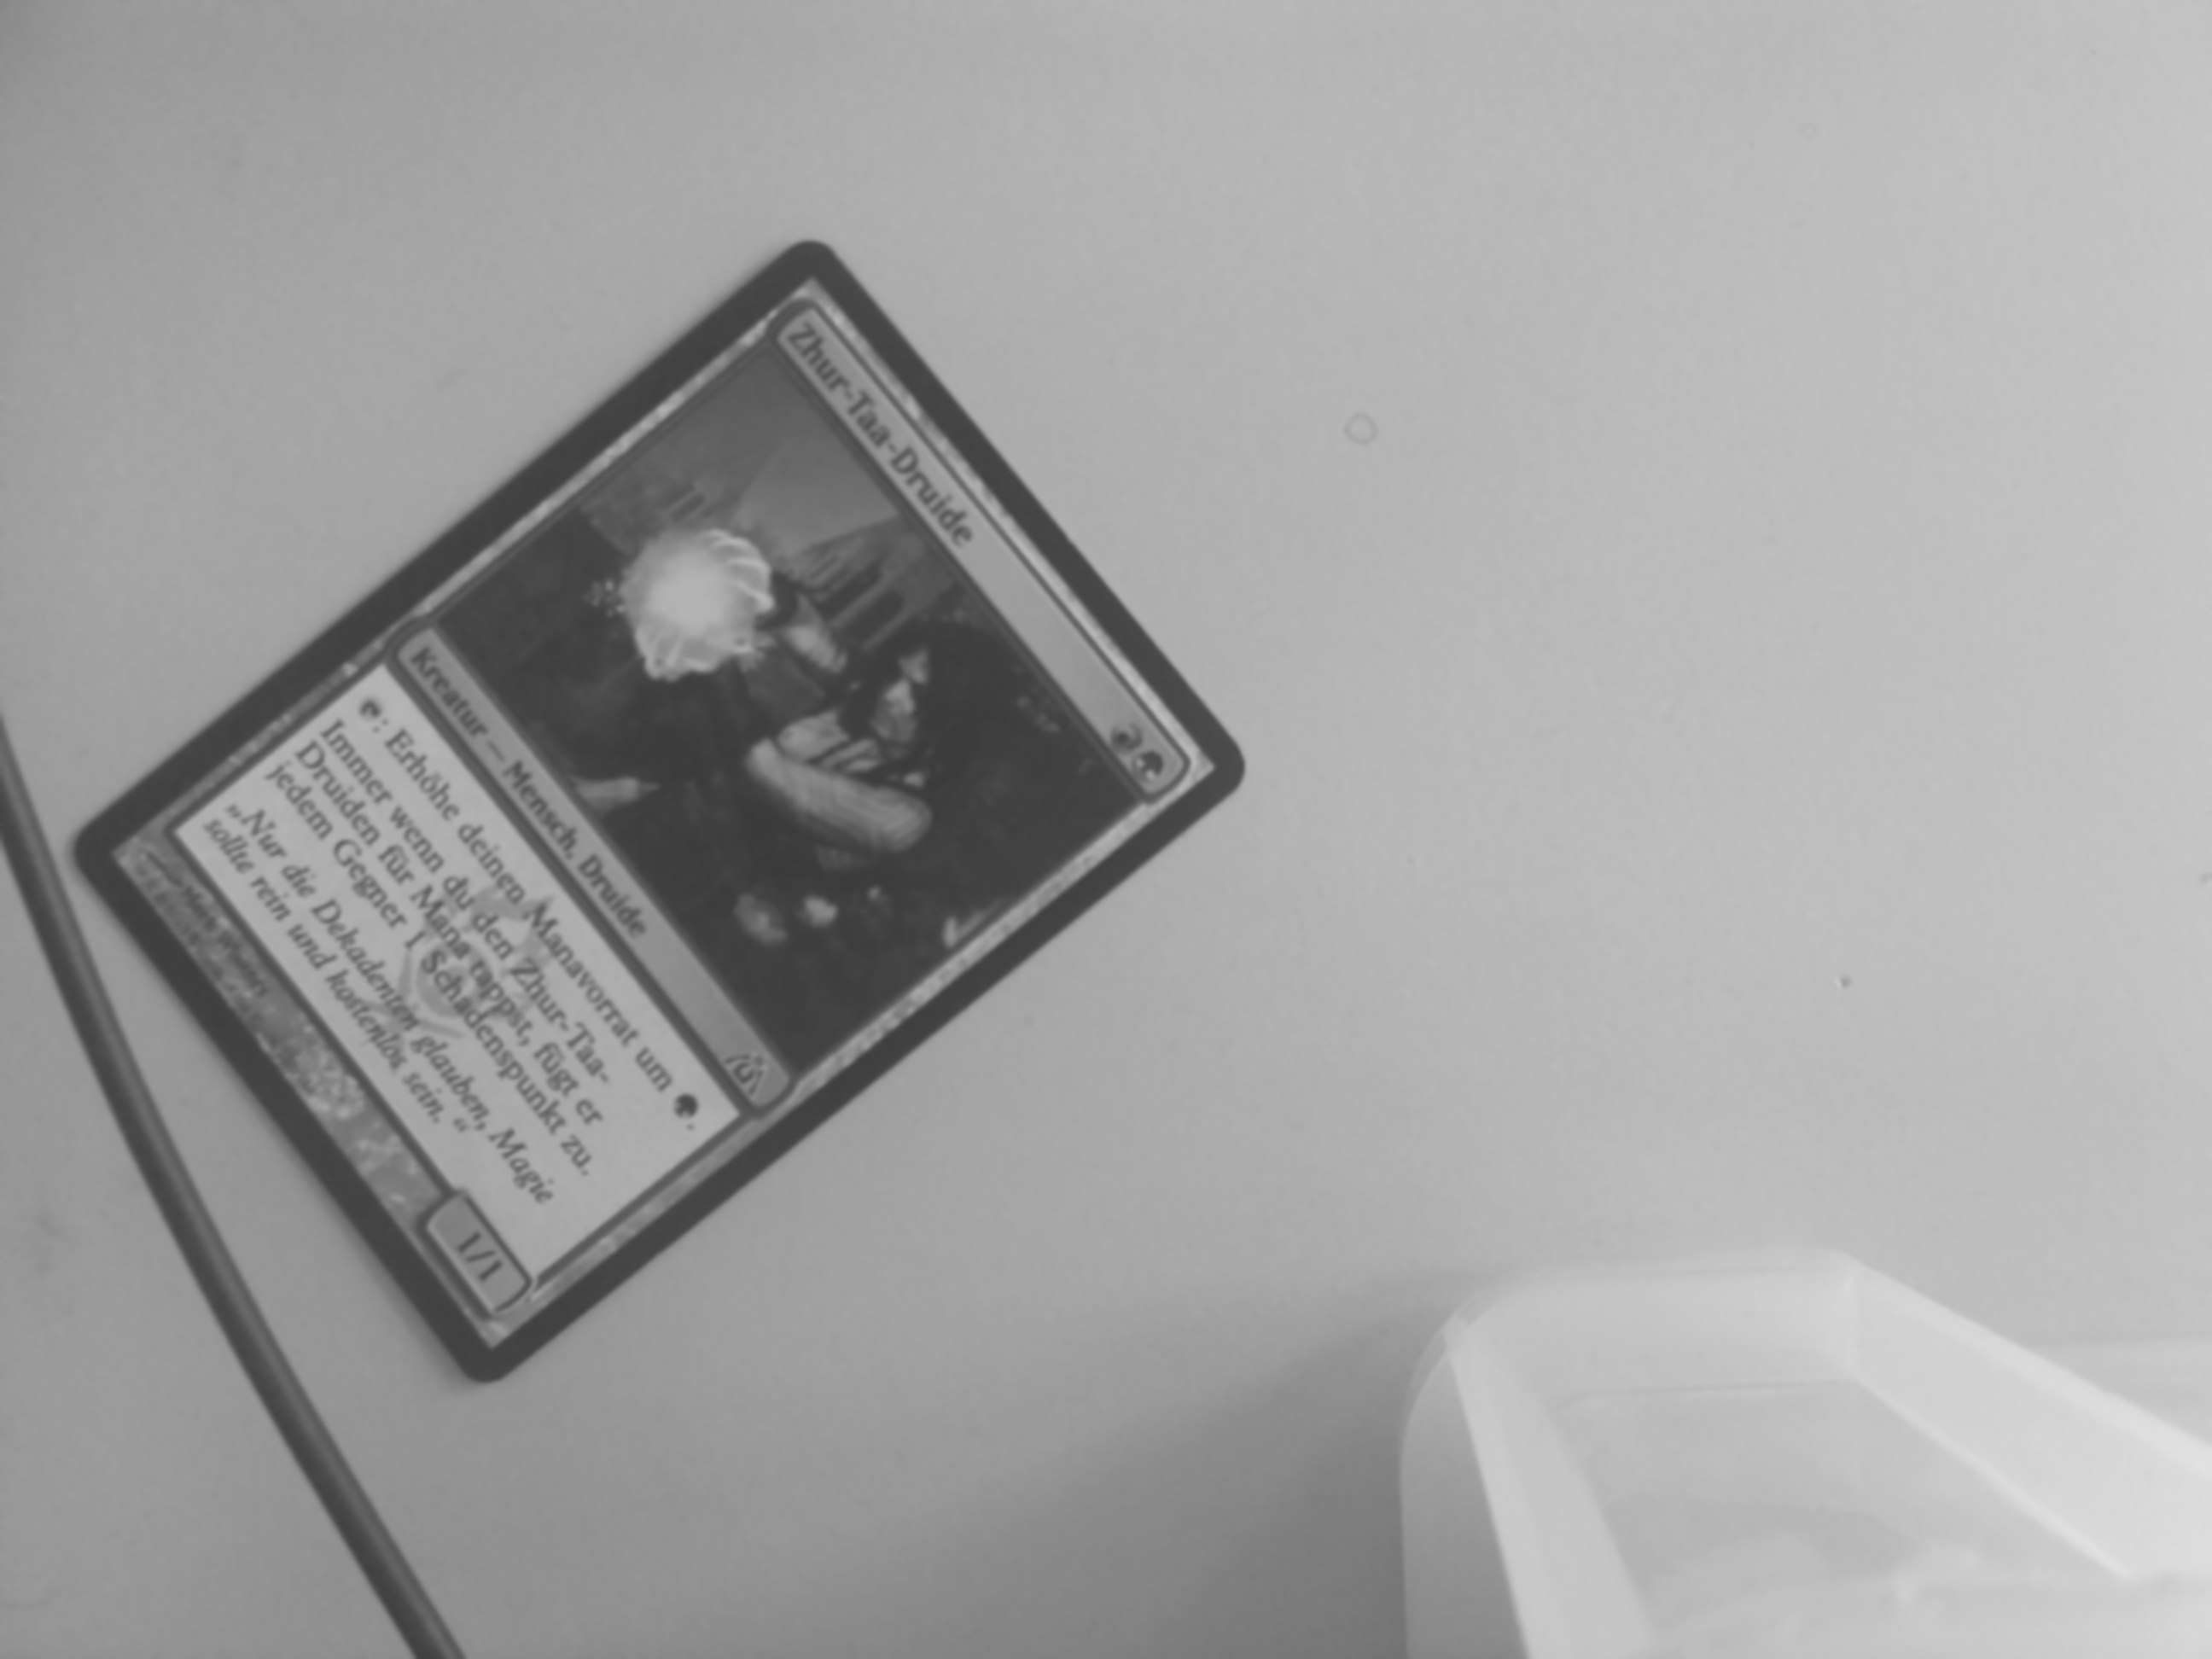 Zhur-Taa-Druide
Kreatur — Mensch, Druide
: Erhöhe deinen Manavorrat um .
Immer wenn du den Zhur-Taa-
Druiden für Mana tappst, fügt er
jedem Gegner 1 Schadenspunkt zu.
„Nur die Dekadenten glauben, Magie
sollte rein und kostenlos sein.“
Mark Winters
1/1